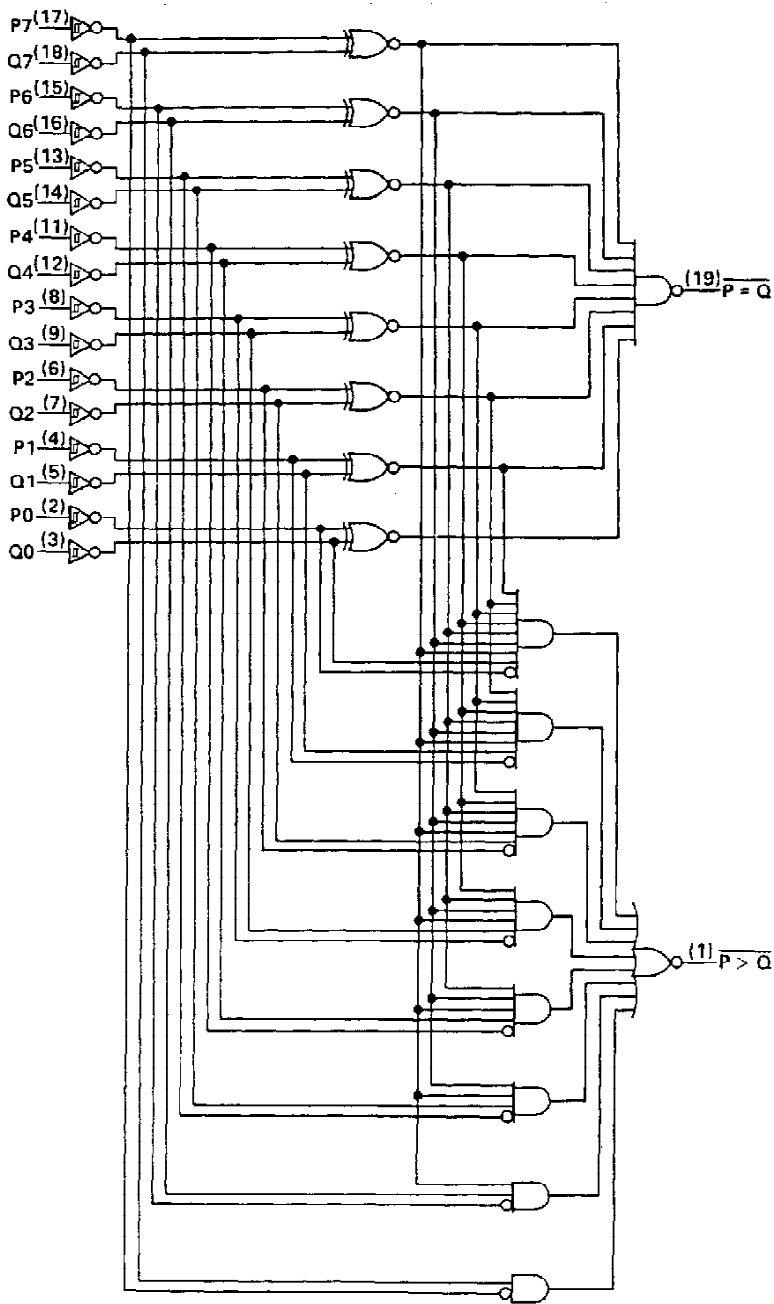 P7 (17)
Q7 (18)
P6 (15)
Q6 (16)
P5 (13)
Q5 (14)
P4 (11)
Q4 (12)
P3 (8)
Q3 (9)
P2 (6)
Q2 (7)
P1 (4)
Q1 (5)
P0 (2)
Q0 (3)
(19) P = Q
(1) P > Q